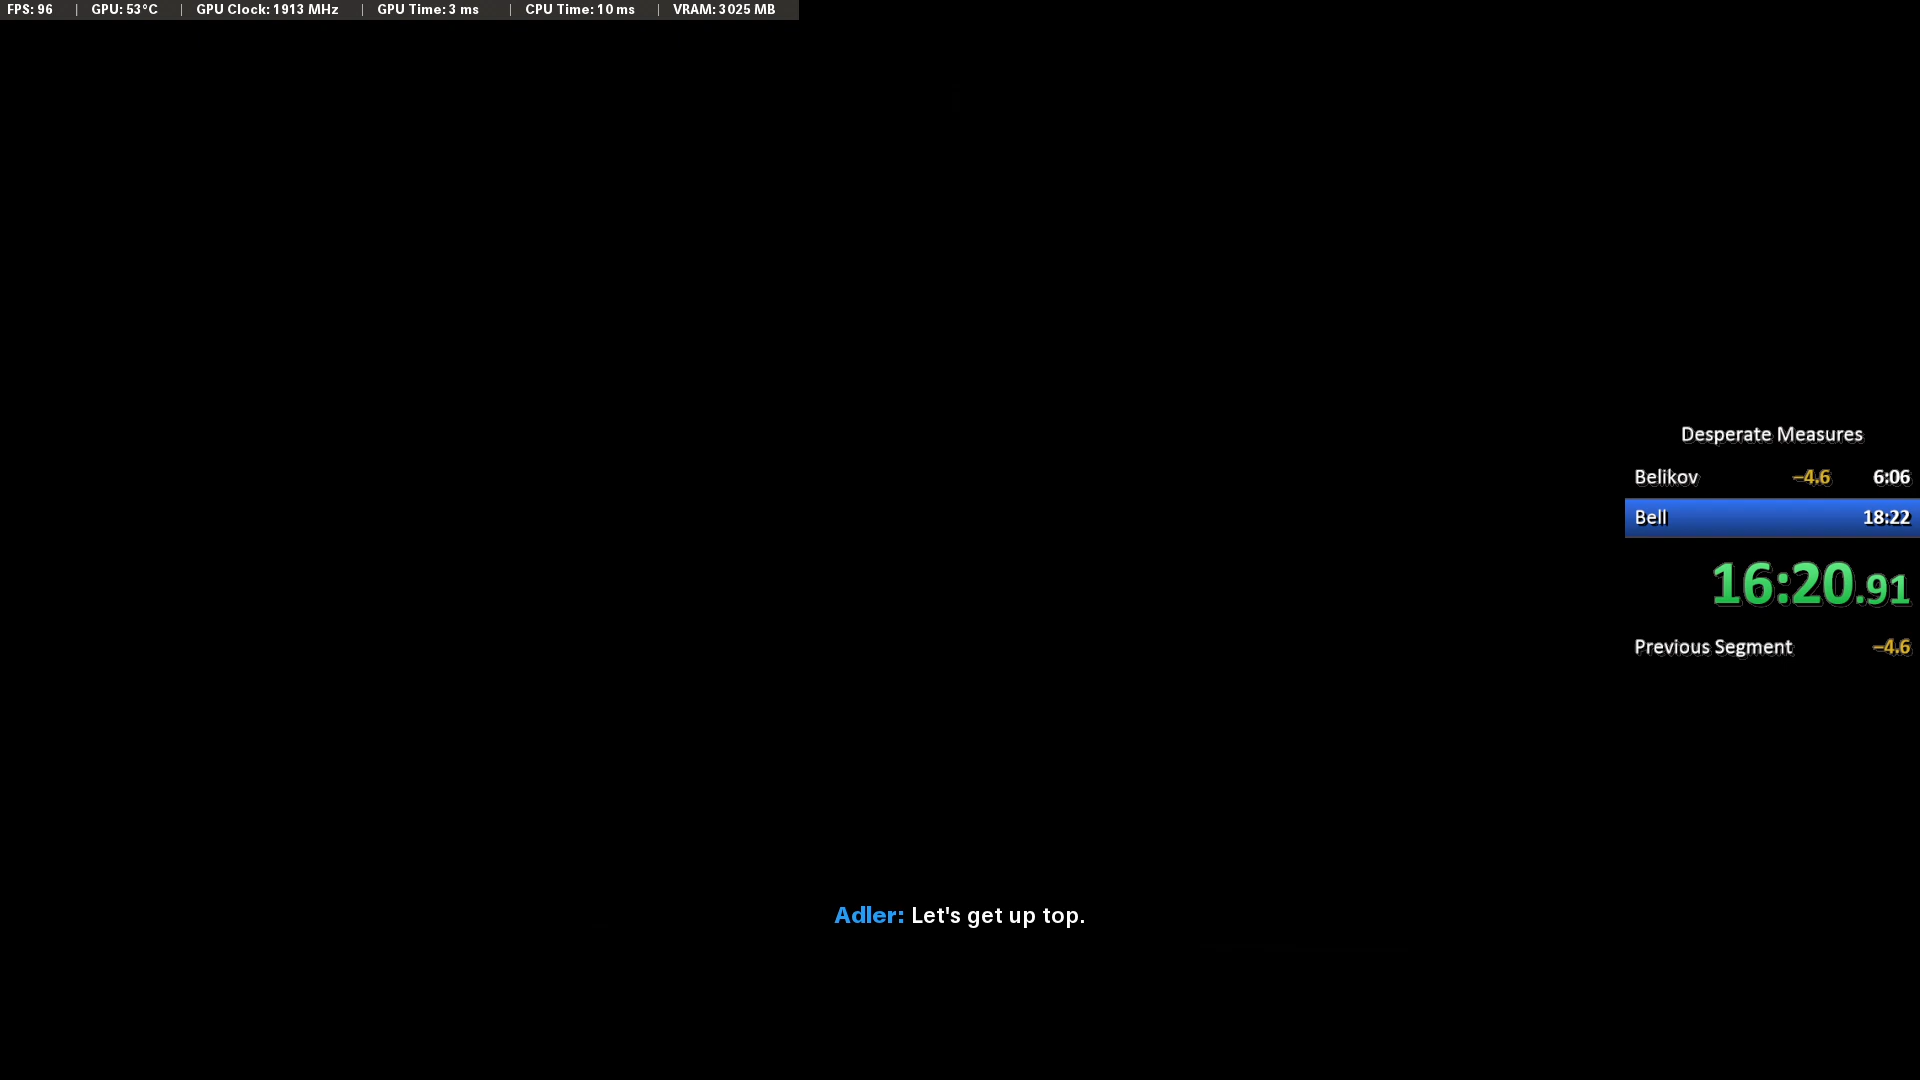 FPS: 96 | GPU: 53°C | GPU Clock: 1913 MHz | GPU Time: 3 ms | CPU Time: 10 ms | VRAM: 3025 MB
Desperate Measures
Belikov -4.6 6:06
Bell 18:22
16:20.91
Previous Segment -4.6
Adler: Let's get up top.